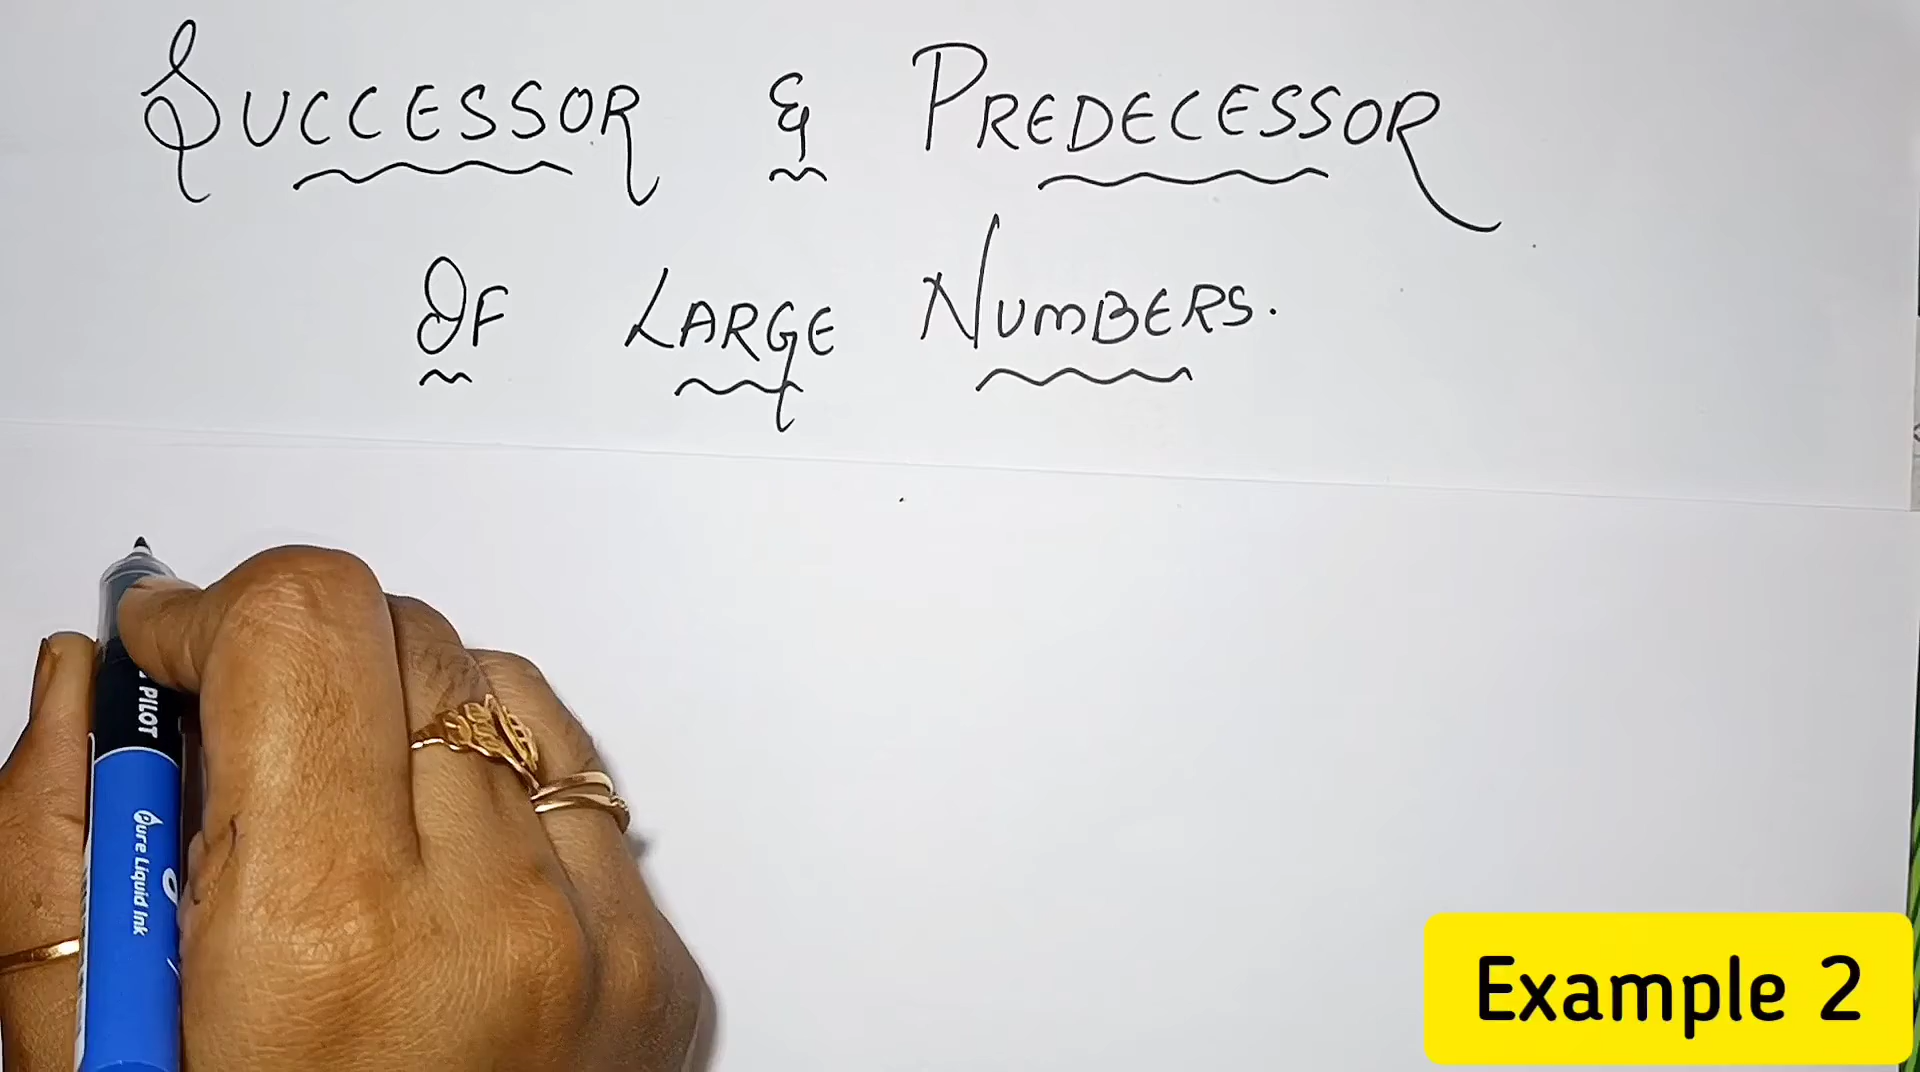 SUCCESSOR & PREDECESSOR
OF LARGE NUMBERS.
PILOT
Pure Liquid Ink
Example 2